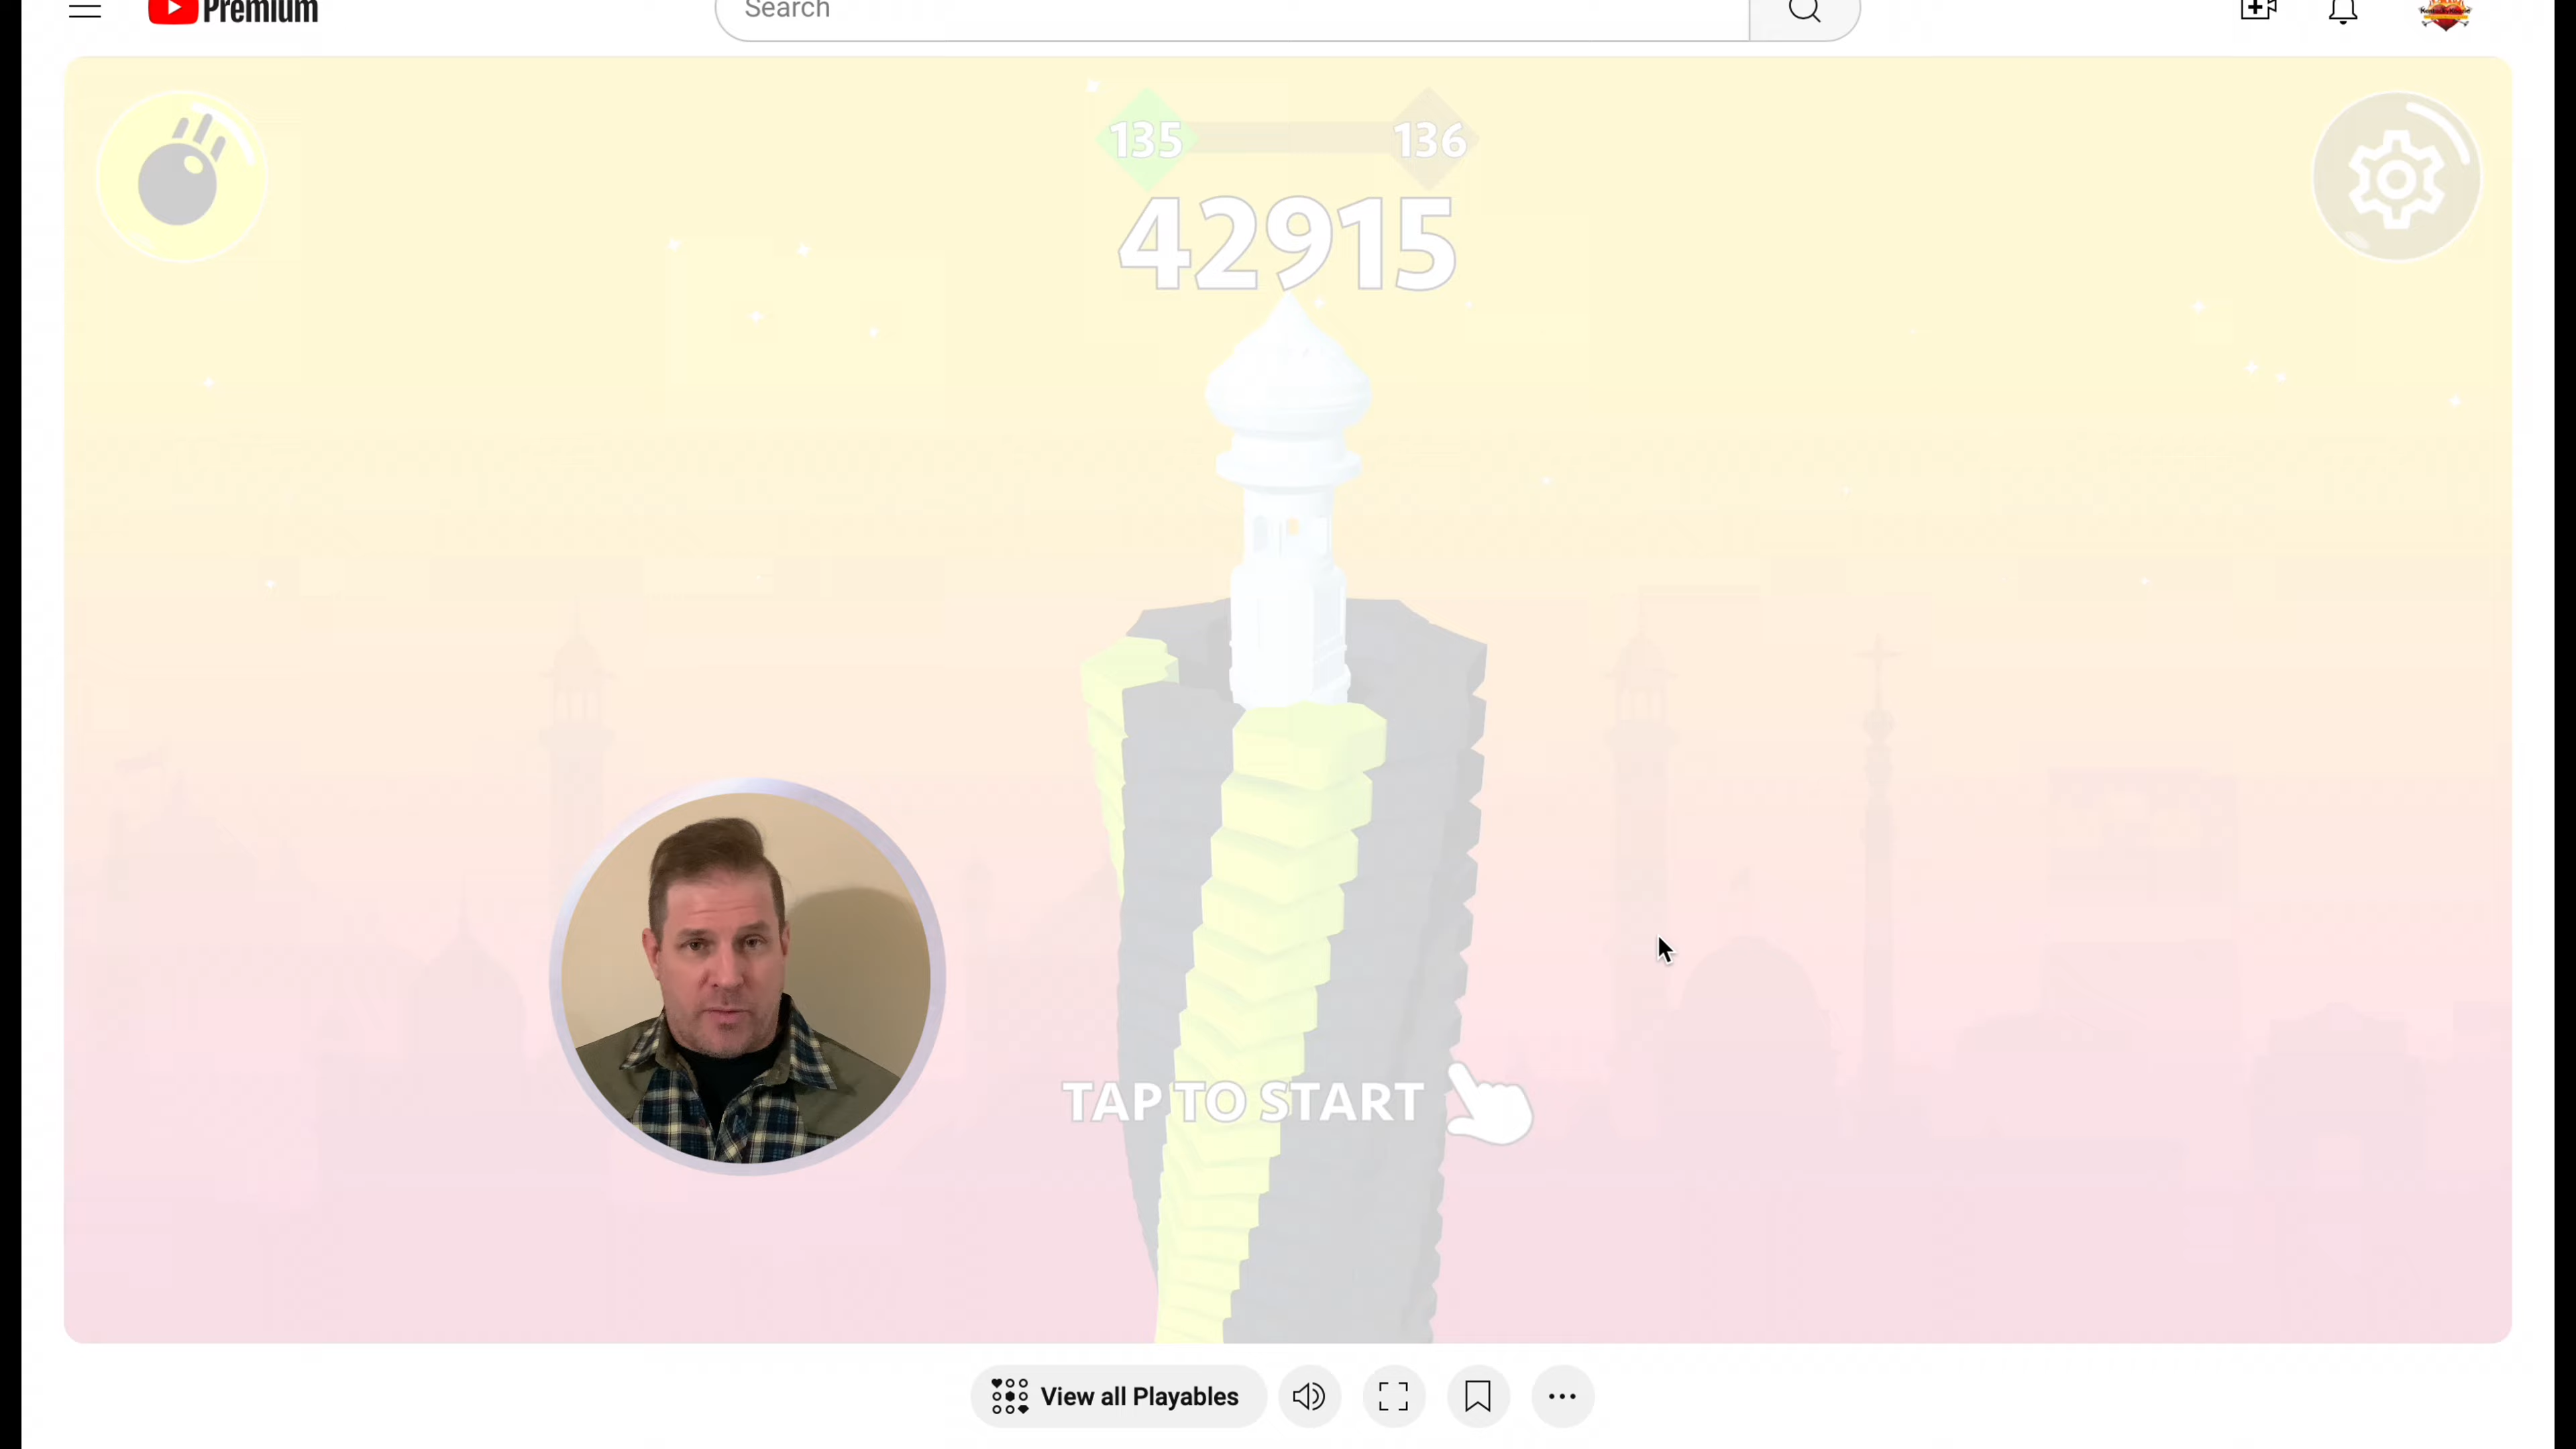 Premium
Search
135
136
42915
TAP TO START
View all Playables